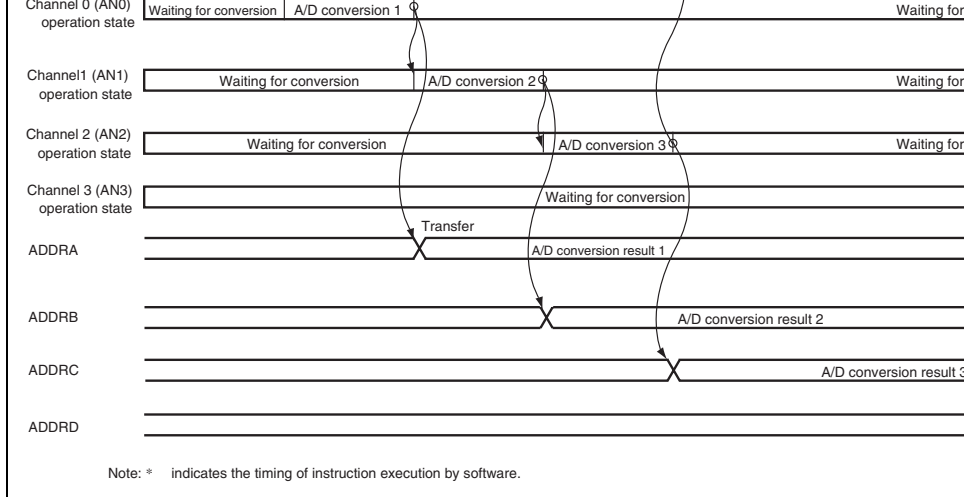 Channel 0 (AN0)
operation state
Waiting for conversion
A/D conversion 1
Waiting for
Channel1 (AN1)
operation state
Waiting for conversion
A/D conversion 2
Waiting for
Channel 2 (AN2)
operation state
Waiting for conversion
A/D conversion 3
Waiting for
Channel 3 (AN3)
operation state
Waiting for conversion
Transfer
ADDRA
A/D conversion result 1
ADDRB
A/D conversion result 2
ADDRC
A/D conversion result 3
ADDRD
Note: * indicates the timing of instruction execution by software.